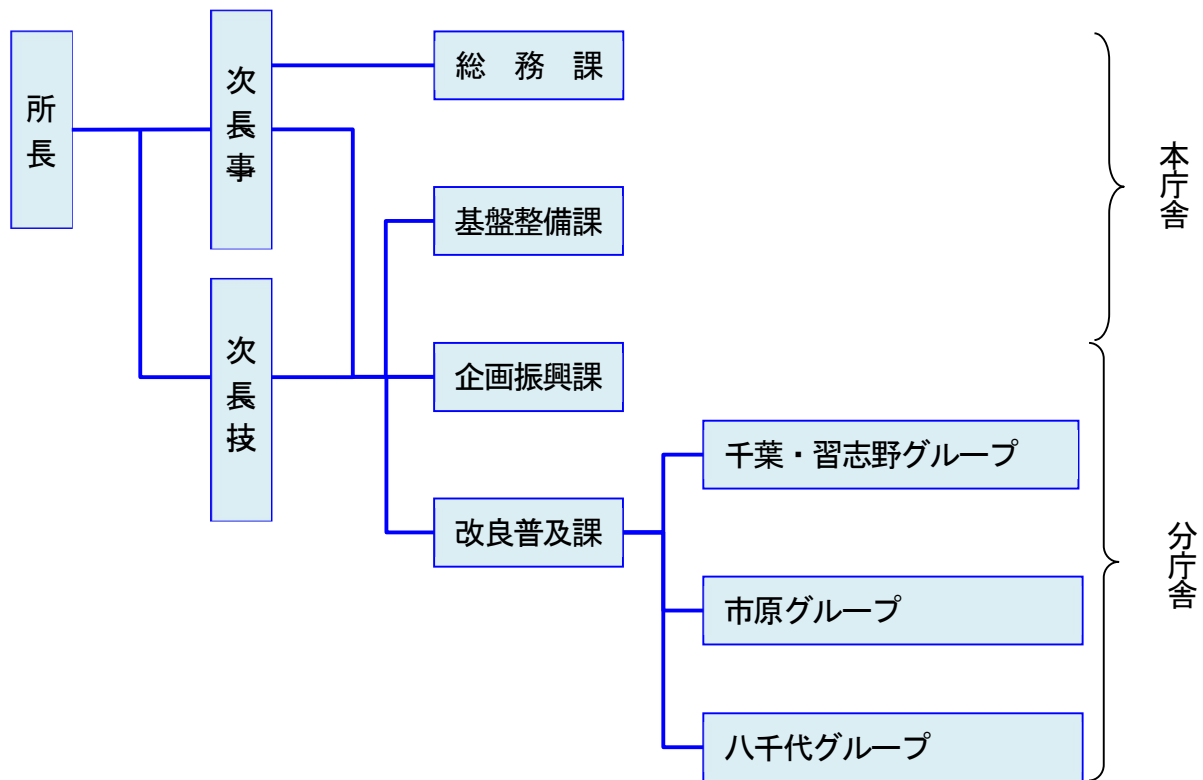 所長
次長事
次長技
総　務　課
基盤整備課
企画振興課
改良普及課
千葉・習志野グループ
市原グループ
八千代グループ
本庁舎
分庁舎